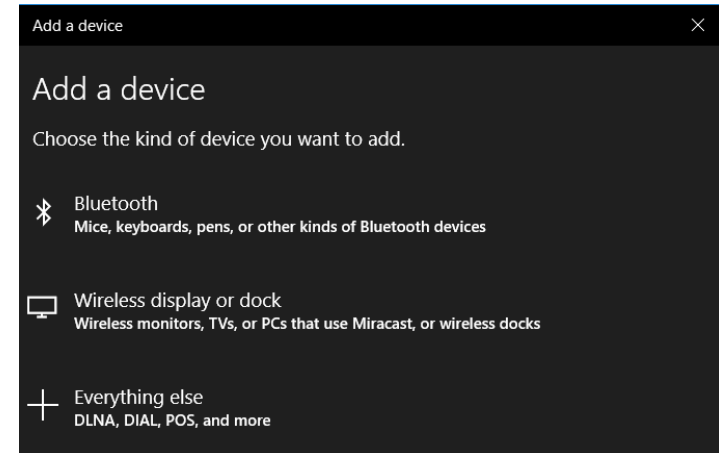 Add a device
Add a device
Choose the kind of device you want to add.
Bluetooth
Mice, keyboards, pens, or other kinds of Bluetooth devices
Wireless display or dock
Wireless monitors, TVs, or PCs that use Miracast, or wireless docks
Everything else
DLNA, DIAL, POS, and more